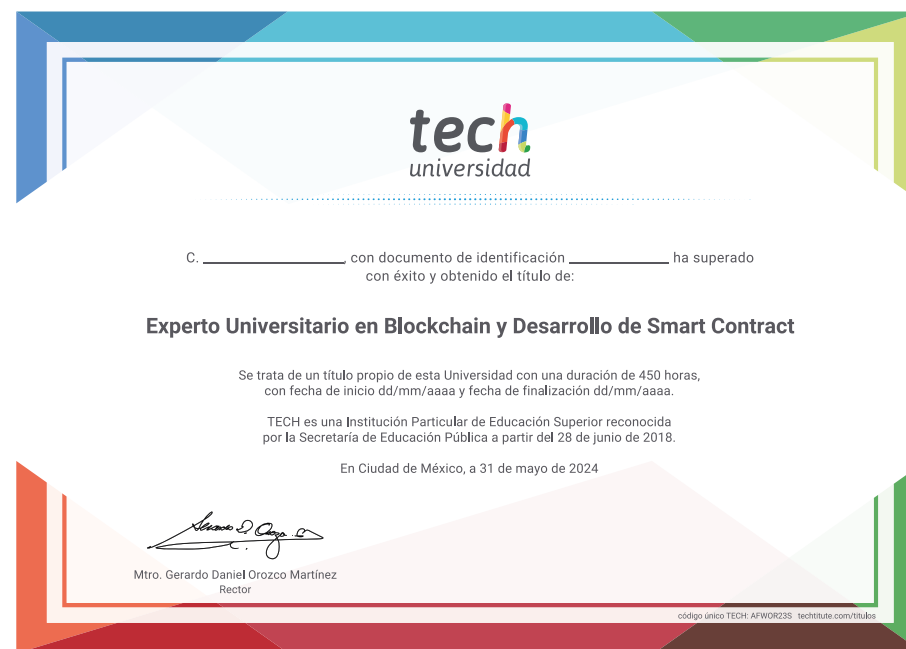 tech
universidad
C. ____________, con documento de identificación ____________ ha superado
con éxito y obtenido el título de:
Experto Universitario en Blockchain y Desarrollo de Smart Contract
Se trata de un título propio de esta Universidad con una duración de 450 horas,
con fecha de inicio dd/mm/aaaa y fecha de finalización dd/mm/aaaa.
TECH es una Institución Particular de Educación Superior reconocida
por la Secretaría de Educación Pública a partir del 28 de junio de 2018.
En Ciudad de México, a 31 de mayo de 2024
Mtro. Gerardo Daniel Orozco Martínez
Rector
código único TECH: AFWOR23S techtitute.com/titulos